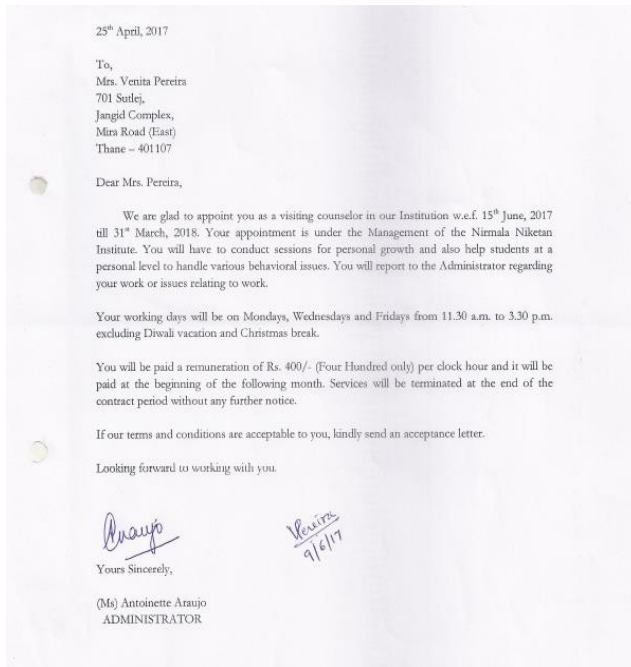 25th April, 2017
To,
Mrs. Venita Pereira
701 Sutlej,
Jangid Complex,
Mira Road (East)
Thane – 401107
Dear Mrs. Pereira,
We are glad to appoint you as a visiting counselor in our Institution w.e.f. 15th June, 2017
till 31st March, 2018. Your appointment is under the Management of the Nirmala Niketan
Institute. You will have to conduct sessions for personal growth and also help students at a
personal level to handle various behavioral issues. You will report to the Administrator regarding
your work or issues relating to work.
Your working days will be on Mondays, Wednesdays and Fridays from 11.30 a.m. to 3.30 p.m.
excluding Diwali vacation and Christmas break.
You will be paid a remuneration of Rs. 400/- (Four Hundred only) per clock hour and it will be
paid at the beginning of the following month. Services will be terminated at the end of the
contract period without any further notice.
If our terms and conditions are acceptable to you, kindly send an acceptance letter.
Looking forward to working with you.
Araujo
Pereira
9/6/17
Yours Sincerely,
(Ms) Antoinette Araujo
ADMINISTRATOR